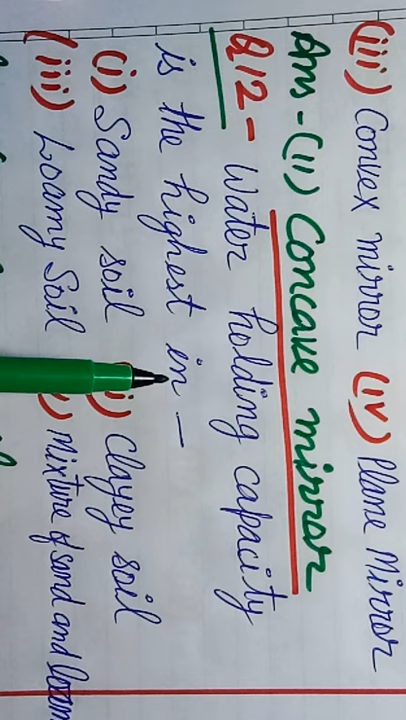 (iii) Convex mirror (iv) Plane Mirror
Ans-(ii) Concave mirror
Q12- Water holding capacity
is the highest in -
(i) Sandy soil i) Clayey soil
(iii) Loamy Soil v) Mixture of sand and loam